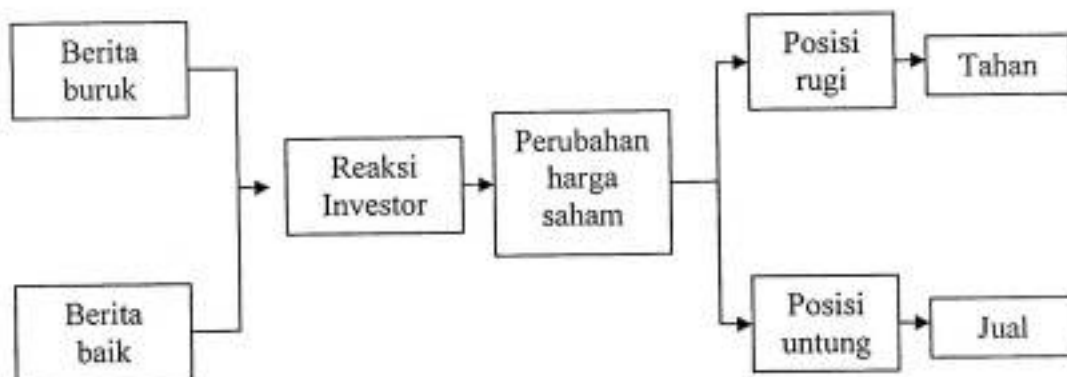 Berita
buruk
Berita
baik
Reaksi
Investor
Perubahan
harga
saham
Posisi
rugi
Tahan
Posisi
untung
Jual